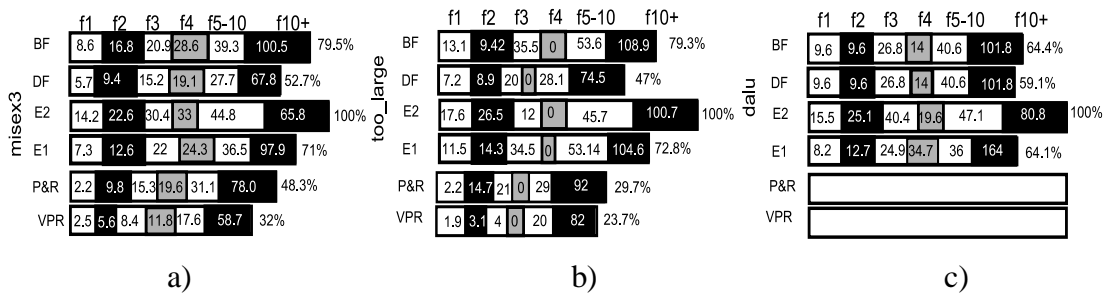 f1 f2 f3 f4 f5-10 f10+
BF 8.6 16.8 20.9 28.6 39.3 100.5 79.5%
DF 5.7 9.4 15.2 19.1 27.7 67.8 52.7%
E2 14.2 22.6 30.4 33 44.8 65.8 100%
E1 7.3 12.6 22 24.3 36.5 97.9 71%
P&R 2.2 9.8 15.3 19.6 31.1 78.0 48.3%
VPR 2.5 5.6 8.4 11.8 17.6 58.7 32%
misex3
a)
f1 f2 f3 f4 f5-10 f10+
BF 13.1 9.42 35.5 0 53.6 108.9 79.3%
DF 7.2 8.9 20 0 28.1 74.5 47%
E2 17.6 26.5 12 0 45.7 100.7 100%
E1 11.5 14.3 34.5 0 53.14 104.6 72.8%
P&R 2.2 14.7 21 0 29 92 29.7%
VPR 1.9 3.1 4 0 20 82 23.7%
too_large
b)
f1 f2 f3 f4 f5-10 f10+
BF 9.6 9.6 26.8 14 40.6 101.8 64.4%
DF 9.6 9.6 26.8 14 40.6 101.8 59.1%
E2 15.5 25.1 40.4 19.6 47.1 80.8 100%
E1 8.2 12.7 24.9 34.7 36 164 64.1%
P&R
VPR
dalu
c)